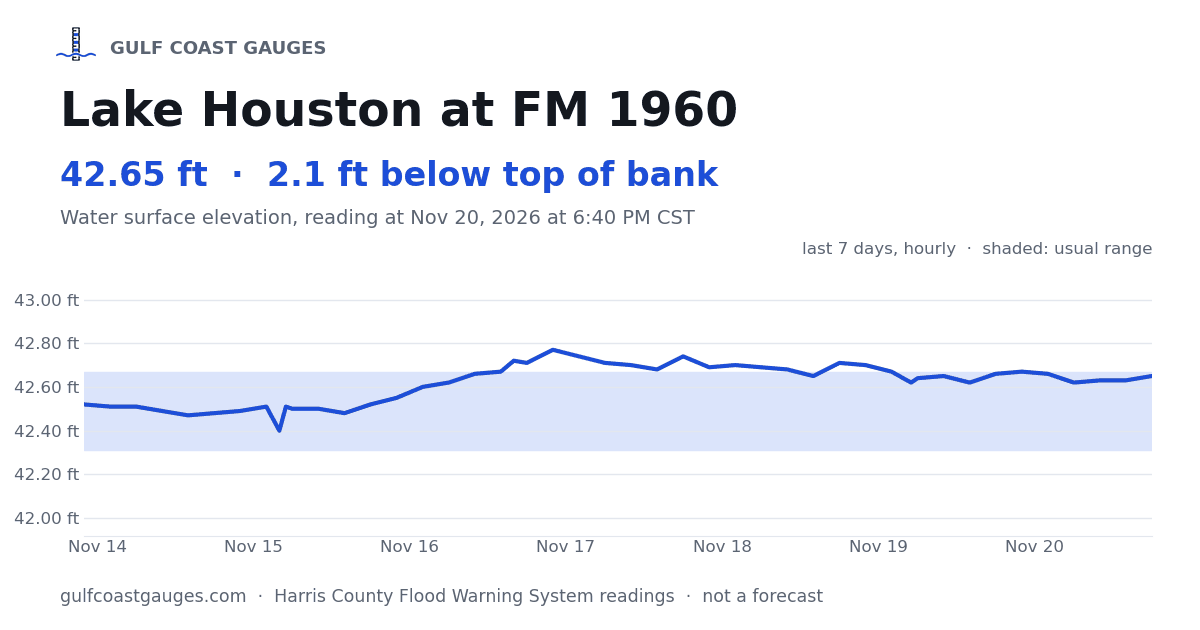 GULF COAST GAUGES
Lake Houston at FM 1960
42.65 ft · 2.1 ft below top of bank
Water surface elevation, reading at Nov 20, 2026 at 6:40 PM CST
last 7 days, hourly · shaded: usual range
43.00 ft
42.80 ft
42.60 ft
42.40 ft
42.20 ft
42.00 ft
Nov 14 Nov 15 Nov 16 Nov 17 Nov 18 Nov 19 Nov 20
gulfcoastgauges.com · Harris County Flood Warning System readings · not a forecast